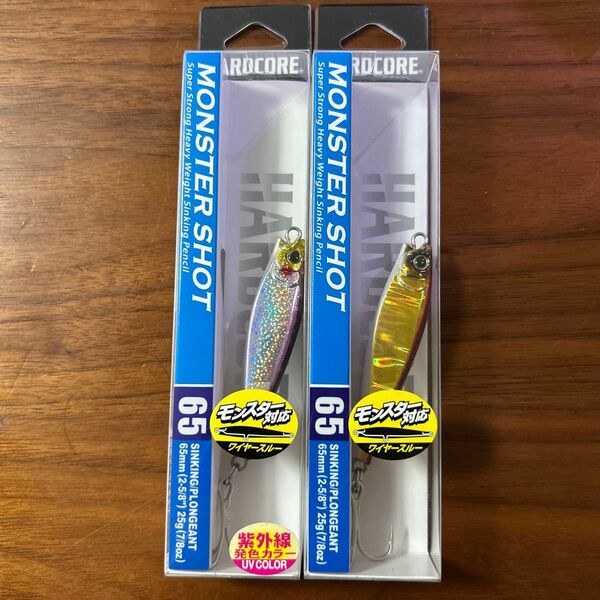 ARDCORE®
MONSTER SHOT
Super Strong Heavy Weight Sinking Pencil
65
SINKING/PLONGEANT
65mm (2-5/8") 25g (7/8oz)
モンスター対応
ワイヤースルー
紫外線
発色カラー
UV COLOR
ARDCORE®
HARDCORE
MONSTER SHOT
Super Strong Heavy Weight Sinking Pencil
65
SINKING/PLONGEANT
65mm (2-5/8") 25g (7/8oz)
モンスター対応
ワイヤースルー